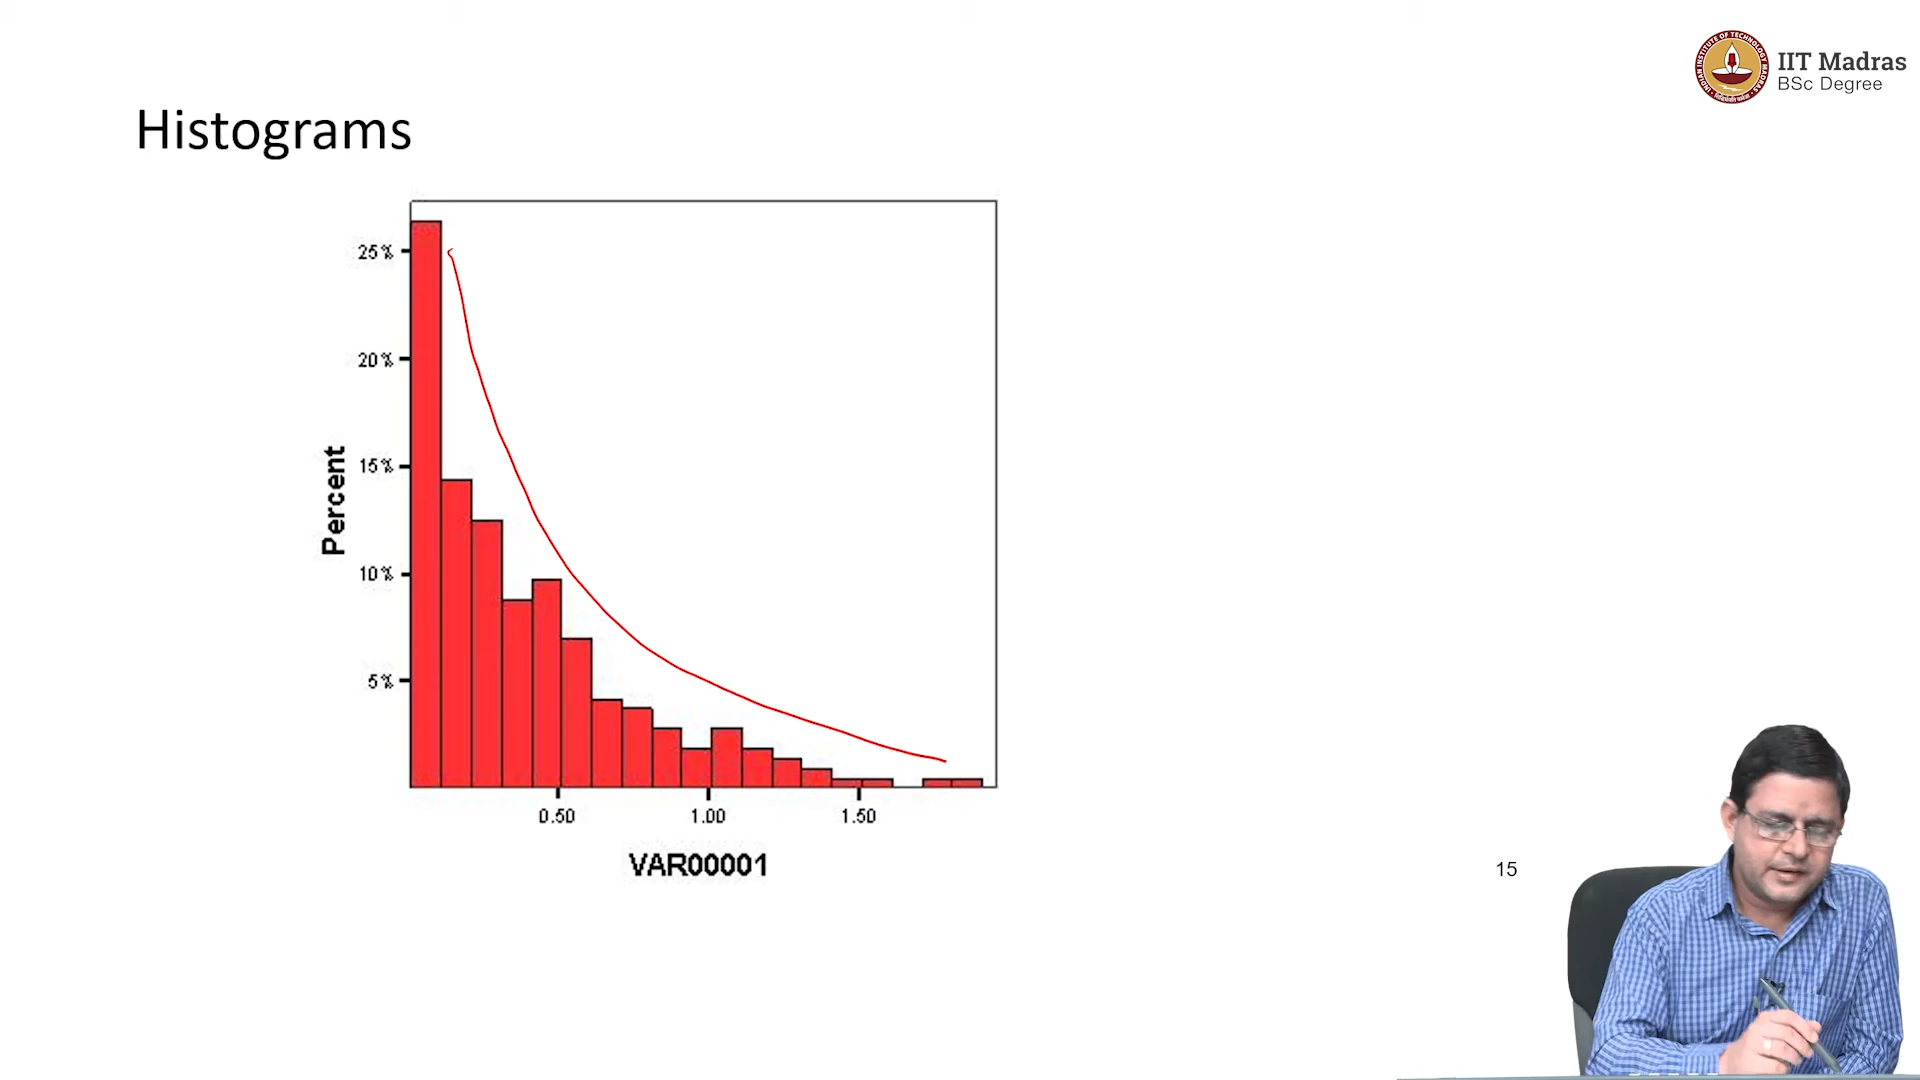 IIT Madras
BSc Degree
Histograms
25%
20%
15%
10%
5%
Percent
0.50 1.00 1.50
VAR00001
15